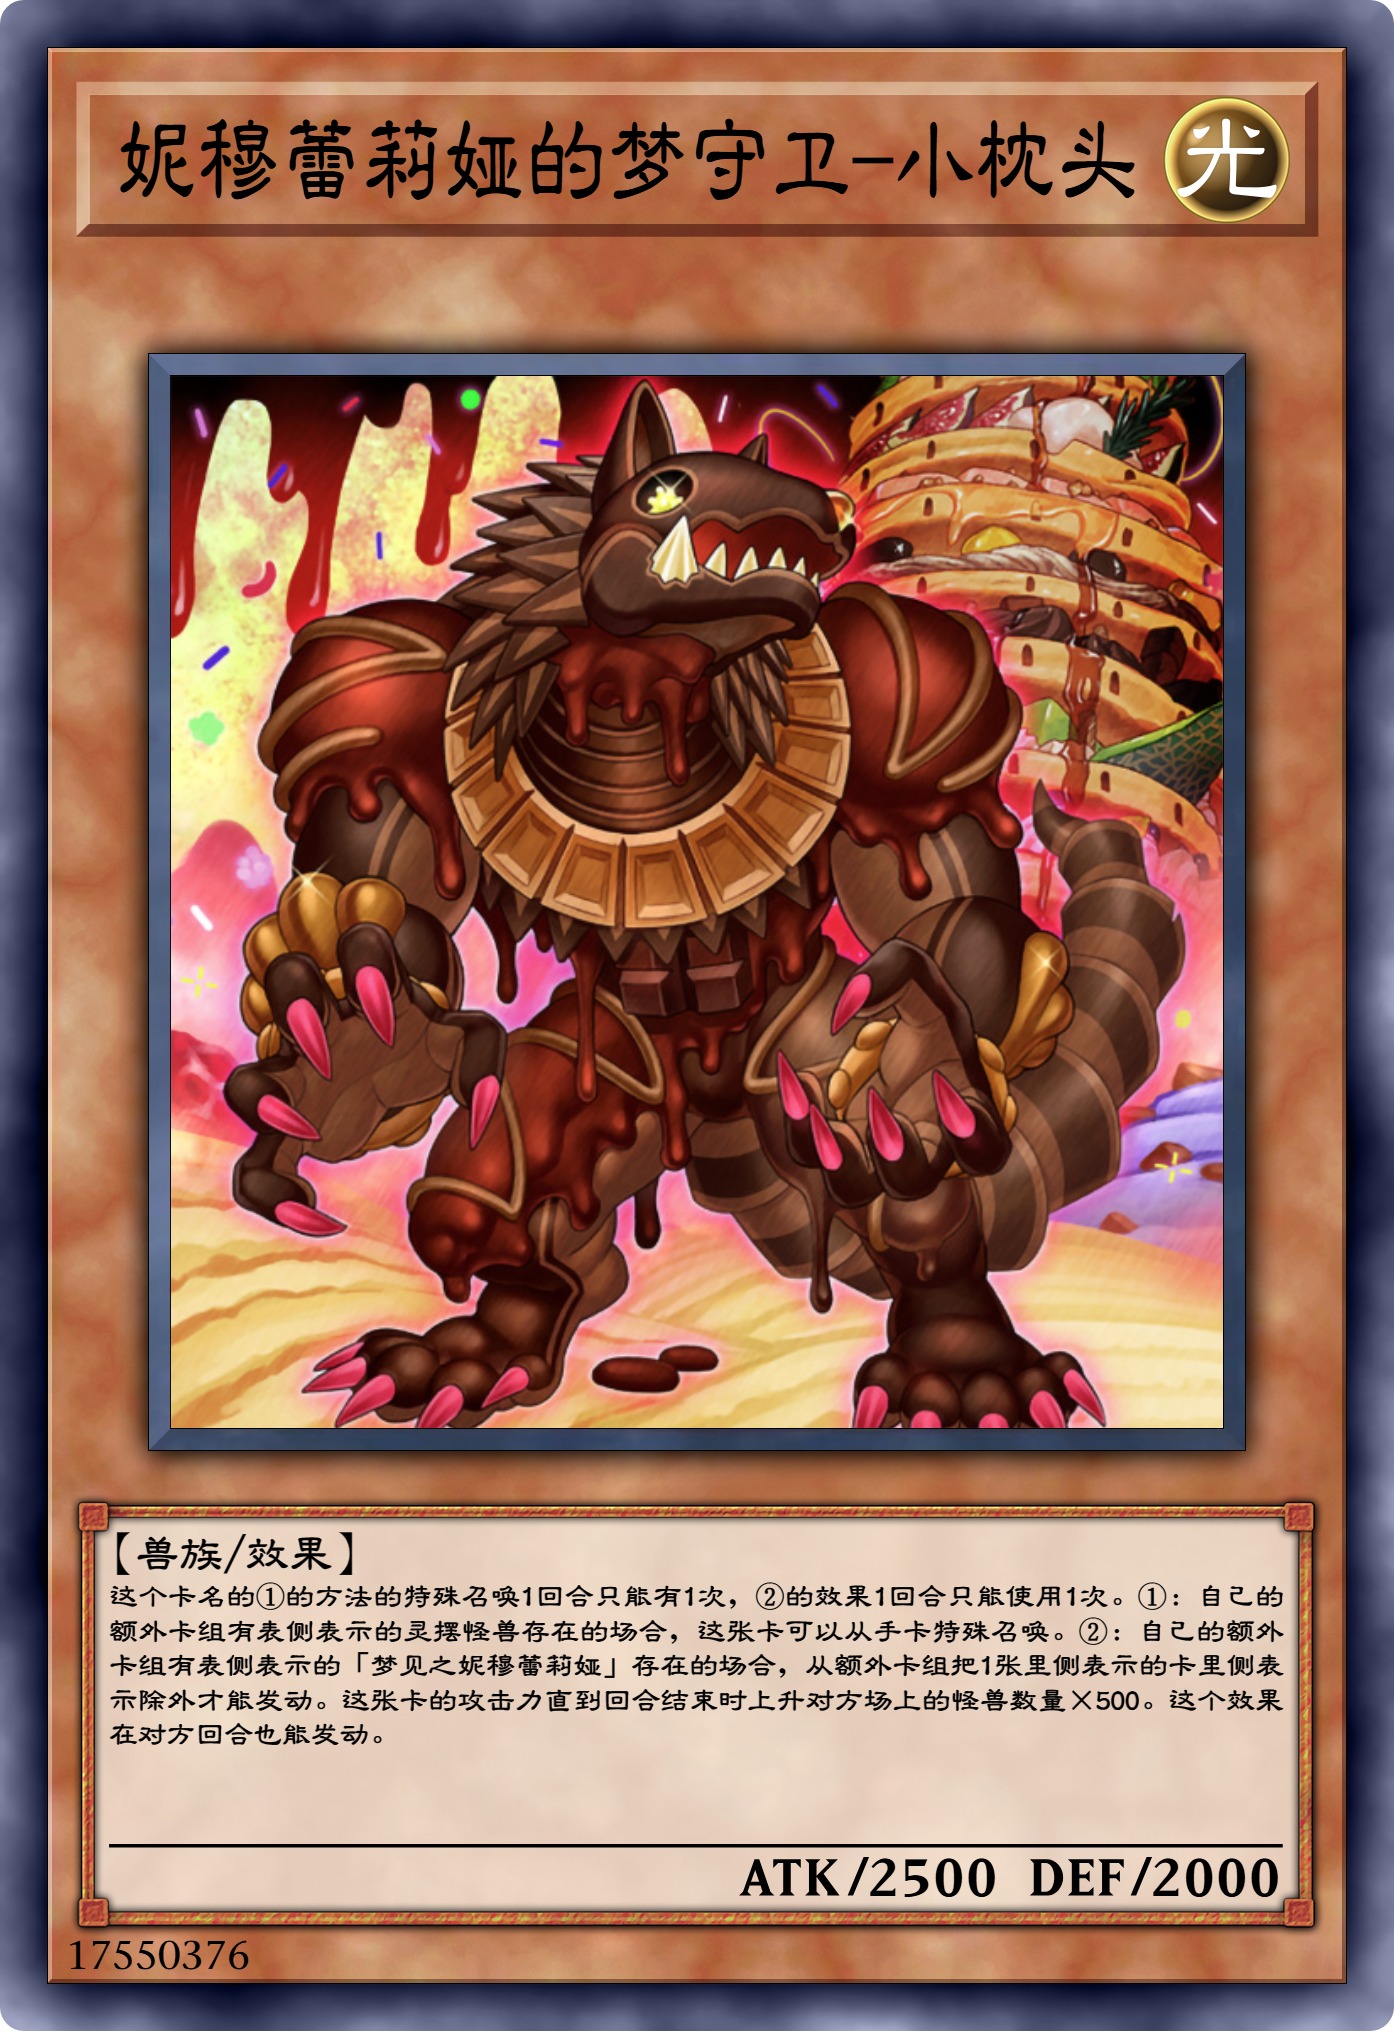 妮穆蕾莉娅的梦守卫-小枕头
光
【兽族/效果】
这个卡名的①的方法的特殊召唤1回合只能有1次，②的效果1回合只能使用1次。①：自己的
额外卡组有表侧表示的灵摆怪兽存在的场合，这张卡可以从手卡特殊召唤。②：自己的额外
卡组有表侧表示的「梦见之妮穆蕾莉娅」存在的场合，从额外卡组把1张里侧表示的卡里侧表
示除外才能发动。这张卡的攻击力直到回合结束时上升对方场上的怪兽数量×500。这个效果
在对方回合也能发动。
ATK/2500 DEF/2000
17550376